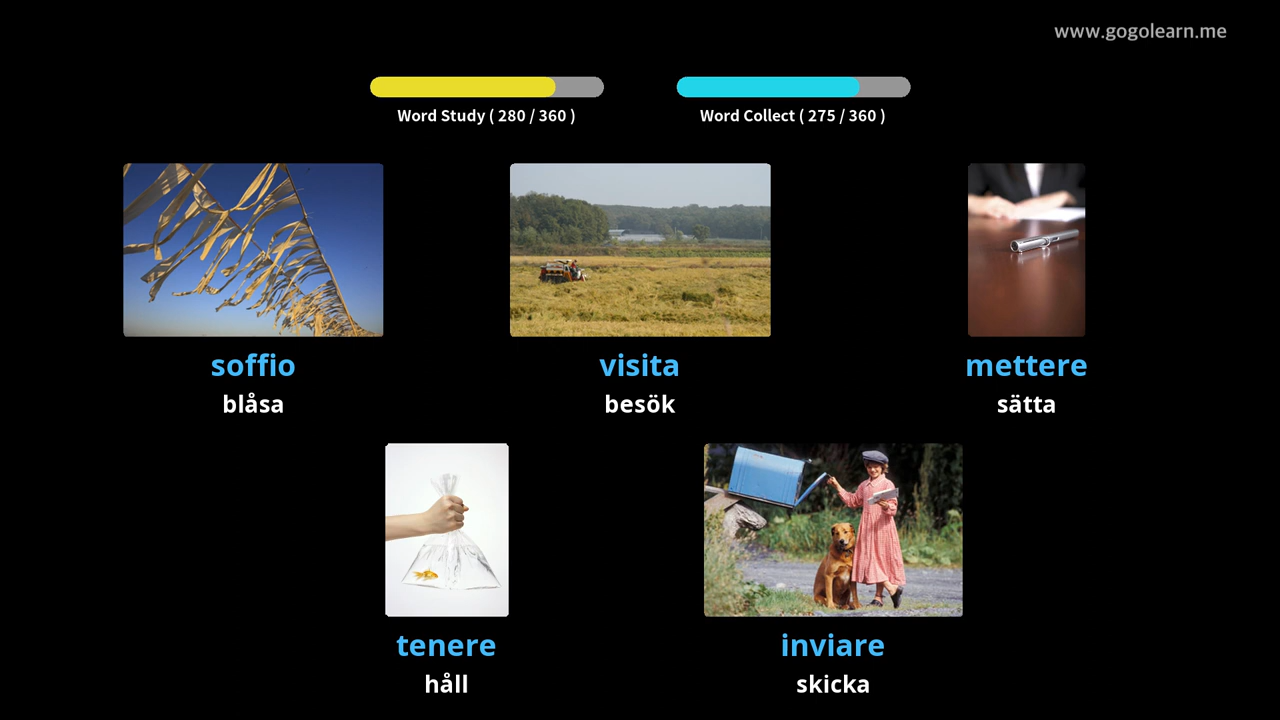 www.gogolearn.me
Word Study ( 280 / 360 )
Word Collect ( 275 / 360 )
soffio
blåsa
visita
besök
mettere
sätta
tenere
håll
inviare
skicka